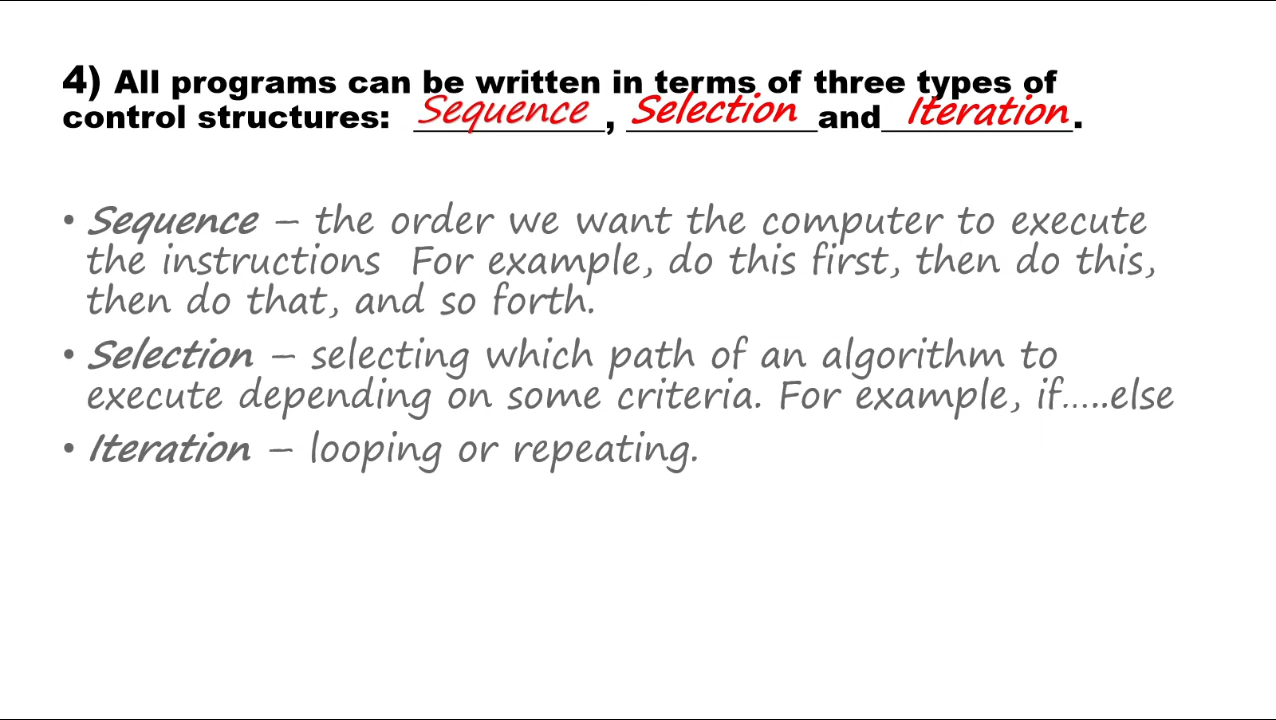 4) All programs can be written in terms of three types of
control structures: Sequence, Selection and Iteration.
• Sequence – the order we want the computer to execute
the instructions For example, do this first, then do this,
then do that, and so forth.
• Selection – selecting which path of an algorithm to
execute depending on some criteria. For example, if.....else
• Iteration – looping or repeating.